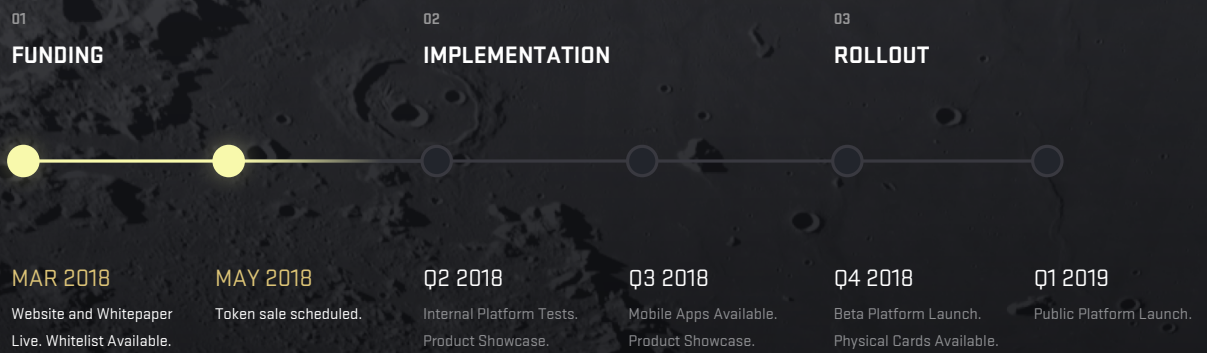 01
FUNDING
02
IMPLEMENTATION
03
ROLLOUT
MAR 2018
Website and Whitepaper
Live. Whitelist Available.
MAY 2018
Token sale scheduled.
Q2 2018
Internal Platform Tests.
Product Showcase.
Q3 2018
Mobile Apps Available.
Product Showcase.
Q4 2018
Beta Platform Launch.
Physical Cards Available.
Q1 2019
Public Platform Launch.